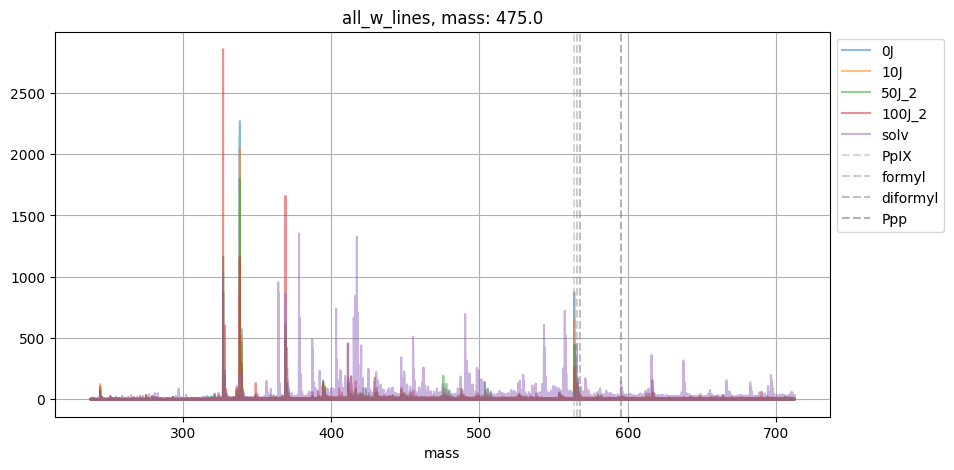 all_w_lines, mass: 475.0
2500
2000
1500
1000
500
0
300
400
500
600
700
mass
0J
10J
50J_2
100J_2
solv
PpIX
formyl
diformyl
Ppp